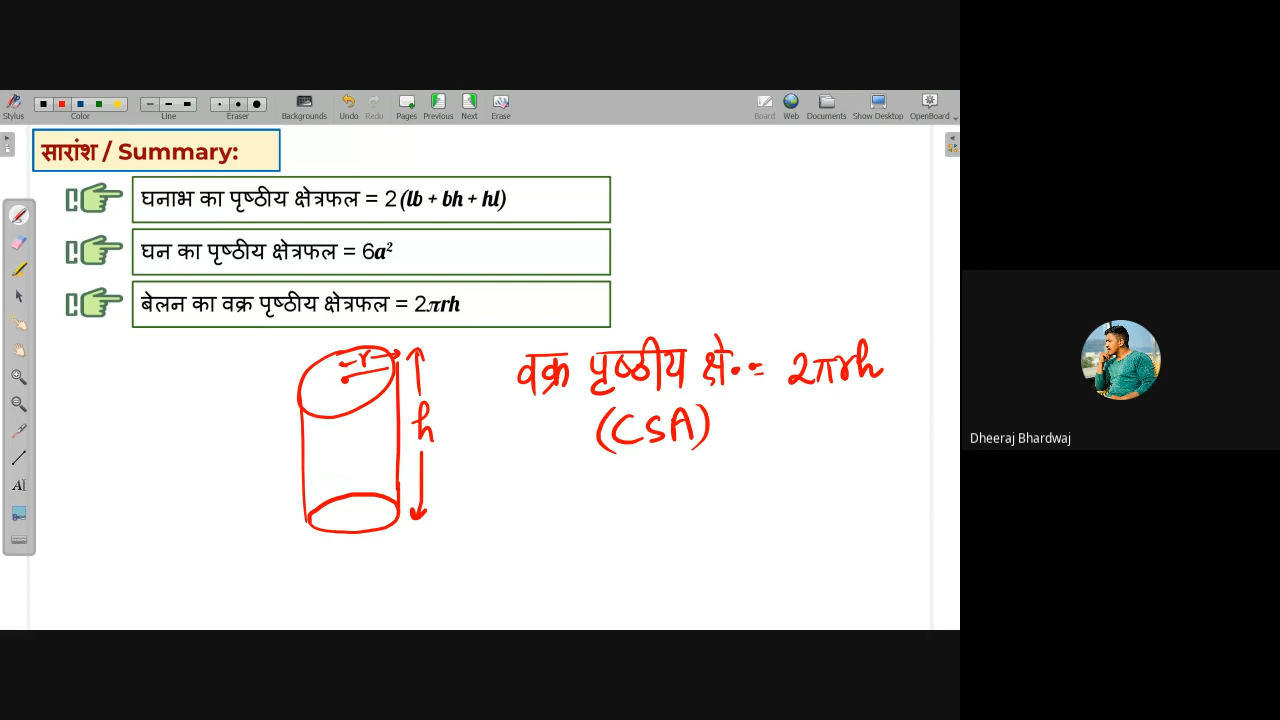 Stylus
Color
Line
Eraser
Backgrounds
Undo
Redo
Pages
Previous
Next
Erase
Board
Web
Documents
Show Desktop
OpenBoard
सारांश / Summary:
घनाभ का पृष्ठीय क्षेत्रफल = 2(lb + bh + hl)
घन का पृष्ठीय क्षेत्रफल = 6a²
बेलन का वक्र पृष्ठीय क्षेत्रफल = 2πrh
r
h
वक्र पृष्ठीय क्षे॰ = 2πrh
(CSA)
Dheeraj Bhardwaj